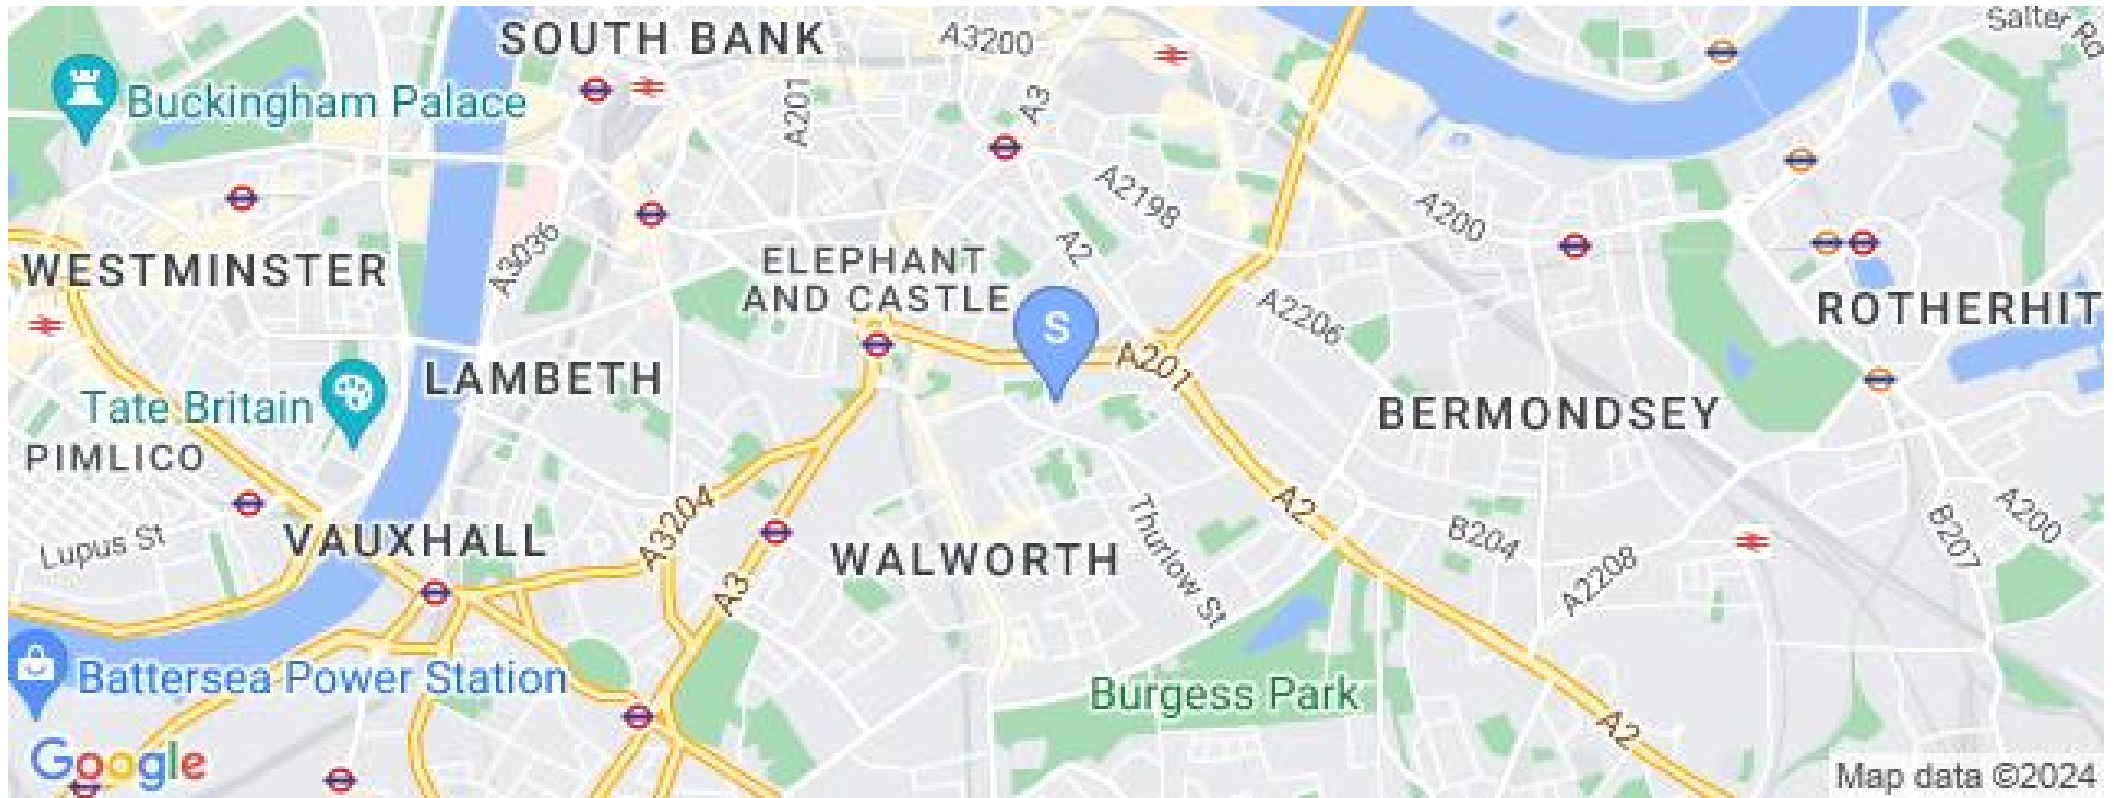 SOUTH BANK
A3200
Salter Rd
Buckingham Palace
A201
A3
A2198
A200
A3036
A2
WESTMINSTER
ELEPHANT
AND CASTLE
S
A2206
ROTHERHIT
A201
LAMBETH
Tate Britain
BERMONDSEY
PIMLICO
A3204
A2
Thurlow St
B204
A200
B207
Lupus St
VAUXHALL
WALWORTH
A3
A2208
Battersea Power Station
Burgess Park
A2
Google
Map data ©2024